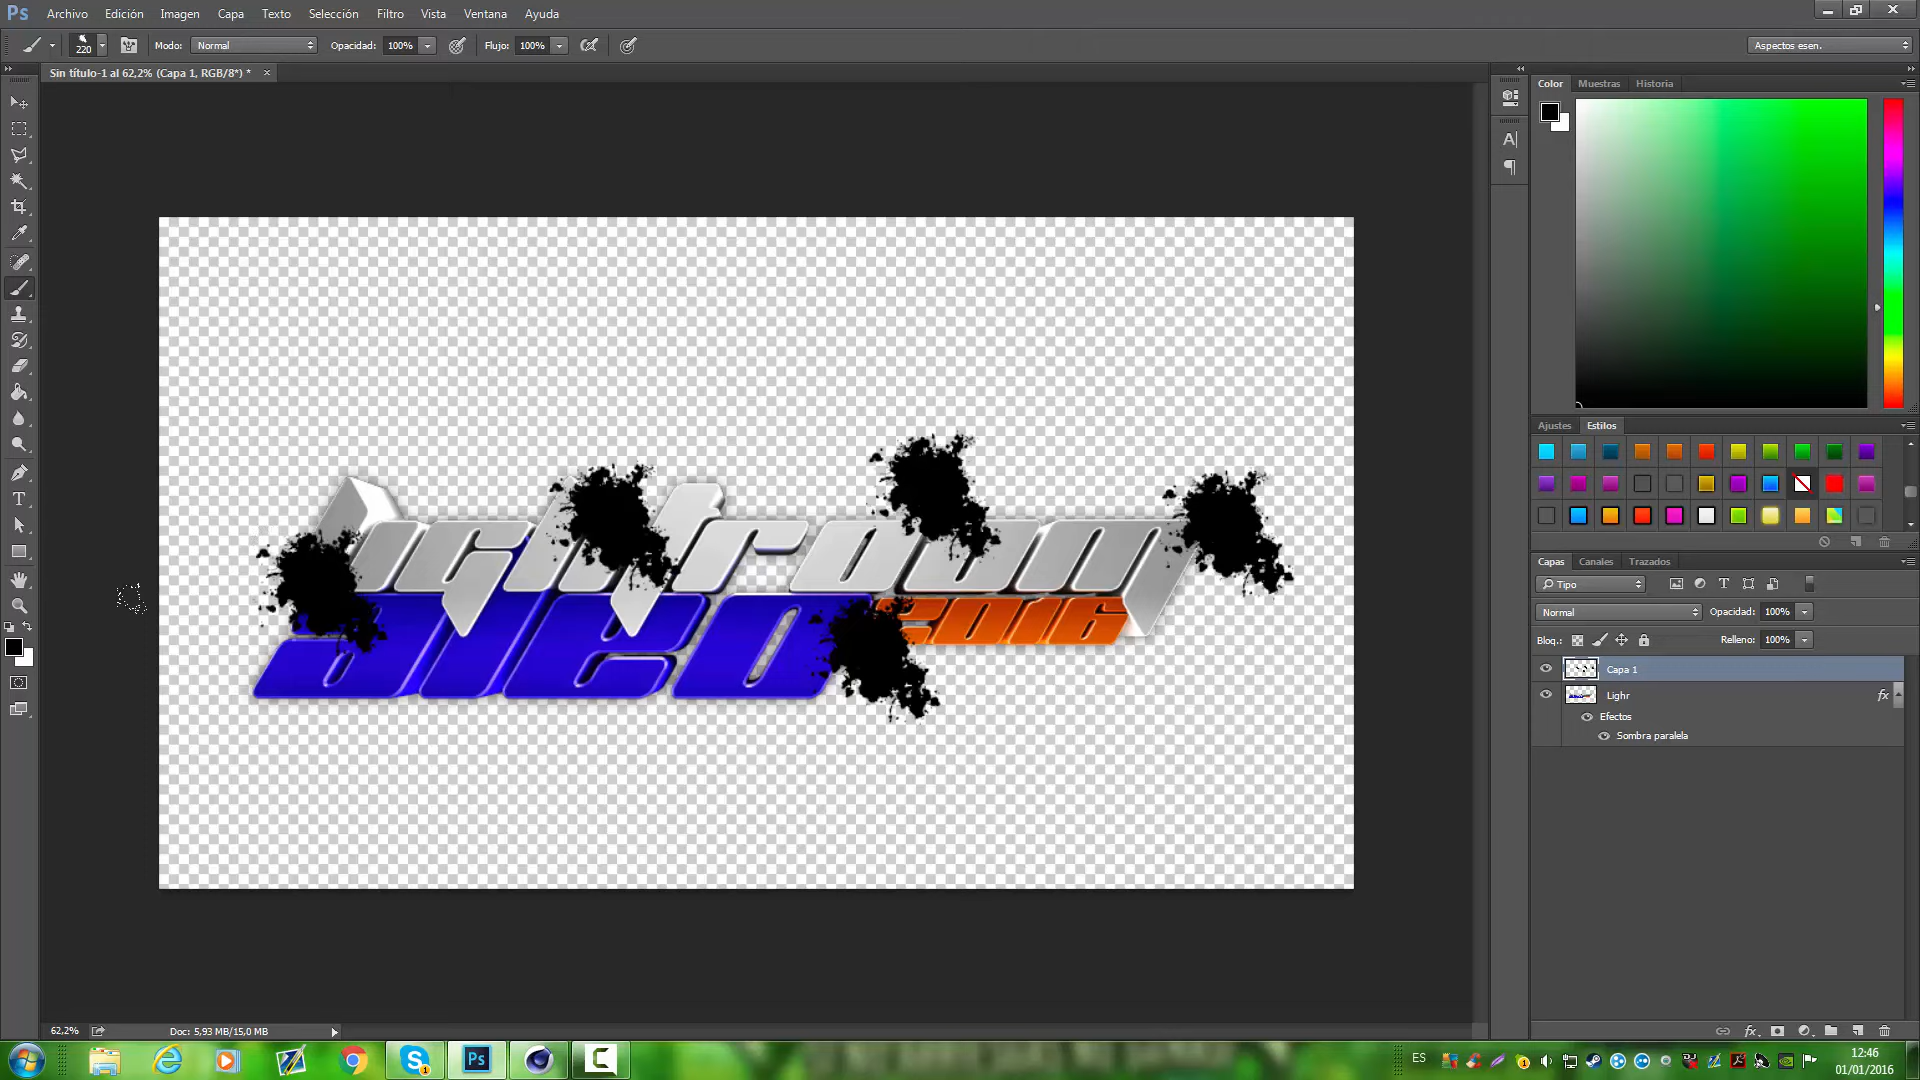 Ps Archivo Edición Imagen Capa Texto Selección Filtro Vista Ventana Ayuda
220 Modo: Normal Opacidad: 100% Flujo: 100% Aspectos esen.
Sin título-1 al 62,2% (Capa 1, RGB/8*) * ×
Color Muestras Historia
Ajustes Estilos
2016
Capas Canales Trazados
Tipo
Normal Opacidad: 100%
Bloq.: Relleno: 100%
Capa 1
Lighr fx
Efectos
Sombra paralela
62,2% Doc: 5,93 MB/15,0 MB
ES 12:46
01/01/2016